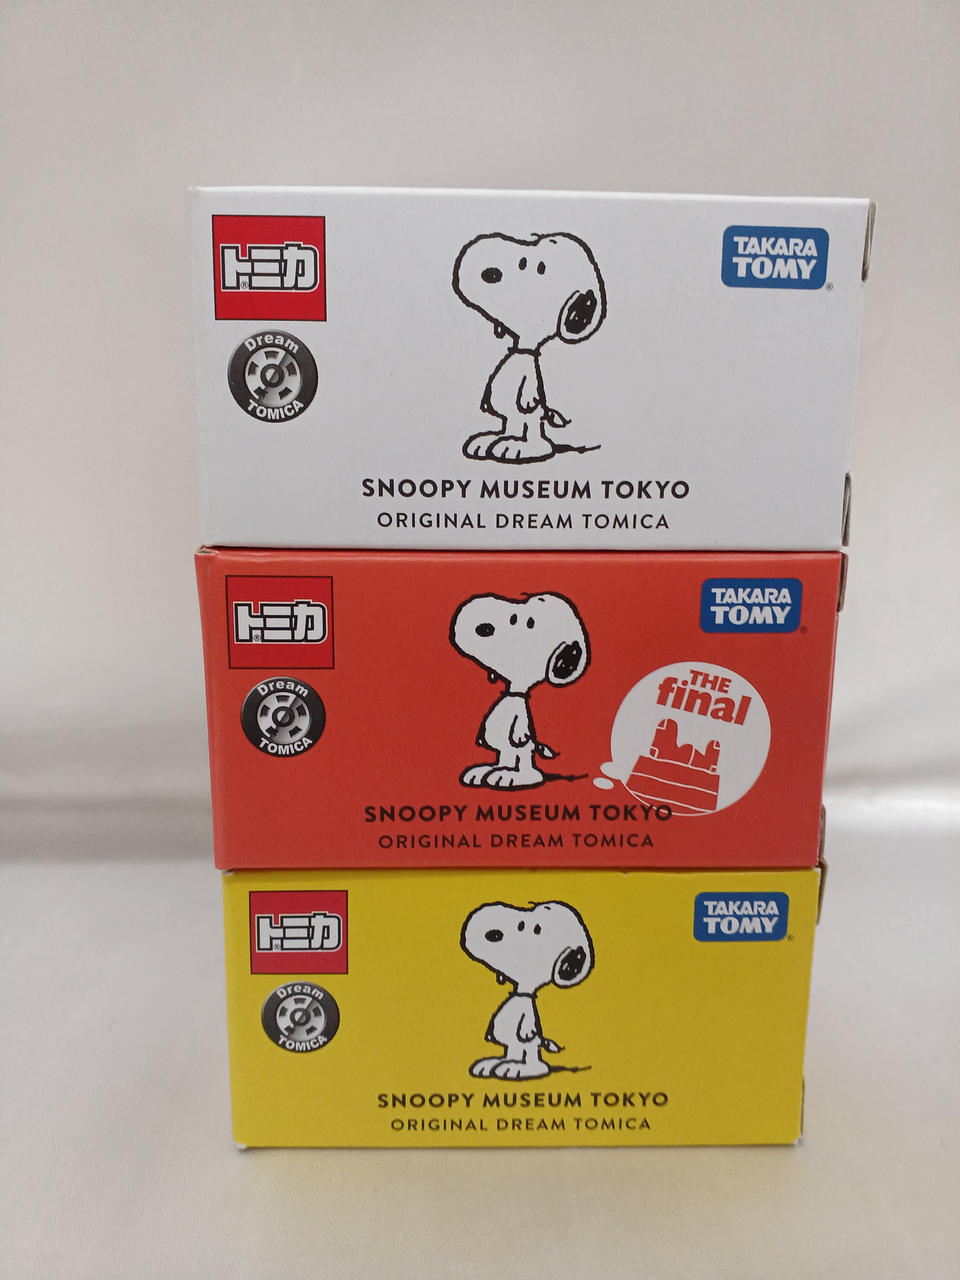 トミカ
®
TAKARA
TOMY
®
Dream
TOMICA
SNOOPY MUSEUM TOKYO
ORIGINAL DREAM TOMICA
トミカ
®
TAKARA
TOMY
®
Dream
TOMICA
THE
final
SNOOPY MUSEUM TOKYO
ORIGINAL DREAM TOMICA
トミカ
®
TAKARA
TOMY
®
Dream
TOMICA
SNOOPY MUSEUM TOKYO
ORIGINAL DREAM TOMICA